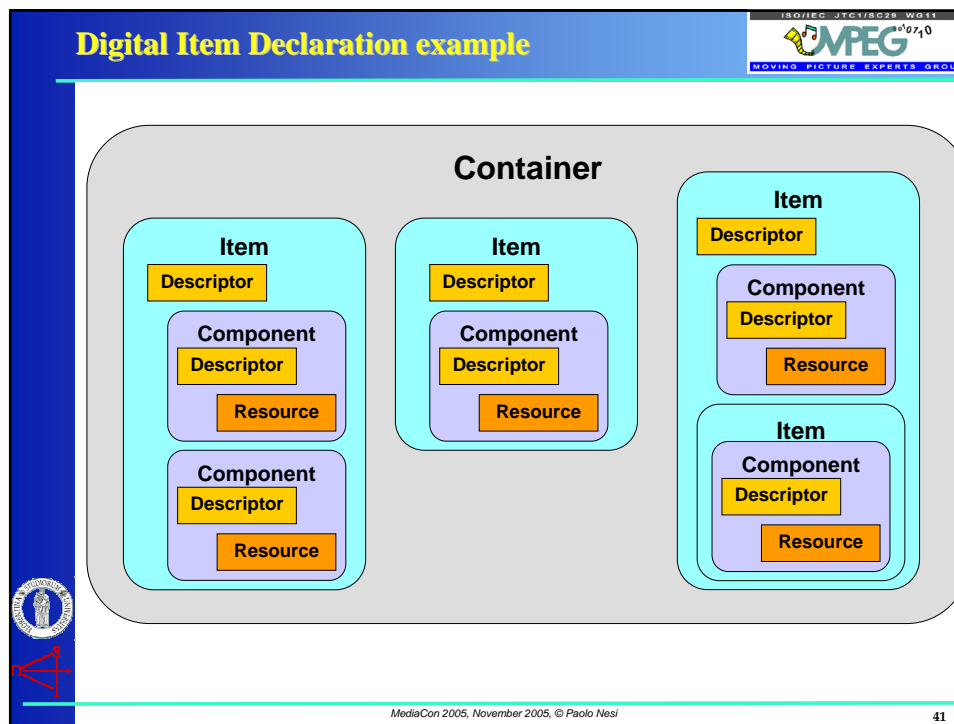 ISO/IEC JTC1/SC29 WG11
Digital Item Declaration example
MPEG
MOVING PICTURE EXPERTS GROU
Container
Item
Descriptor
Component
Descriptor
Resource
Component
Descriptor
Resource
Item
Descriptor
Component
Descriptor
Resource
Item
Descriptor
Component
Descriptor
Resource
Item
Component
Descriptor
Resource
MediaCon 2005, November 2005, © Paolo Nesi
41